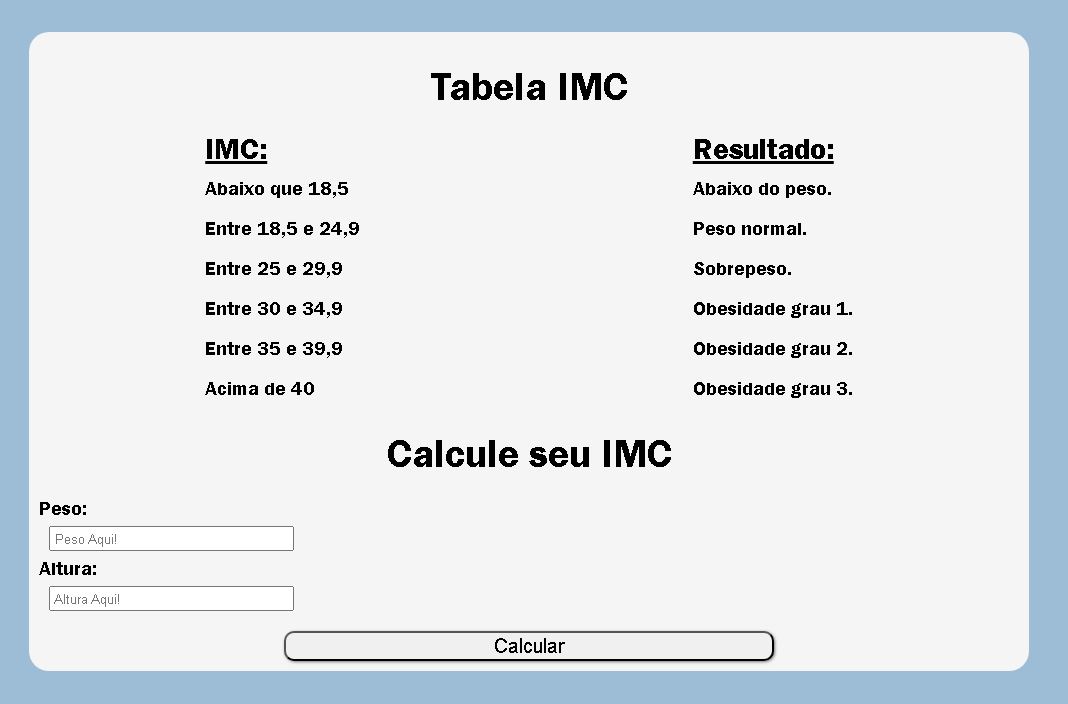 Tabela IMC
IMC: Resultado:
Abaixo que 18,5 Abaixo do peso.
Entre 18,5 e 24,9 Peso normal.
Entre 25 e 29,9 Sobrepeso.
Entre 30 e 34,9 Obesidade grau 1.
Entre 35 e 39,9 Obesidade grau 2.
Acima de 40 Obesidade grau 3.
Calcule seu IMC
Peso:
Peso Aqui!
Altura:
Altura Aqui!
Calcular